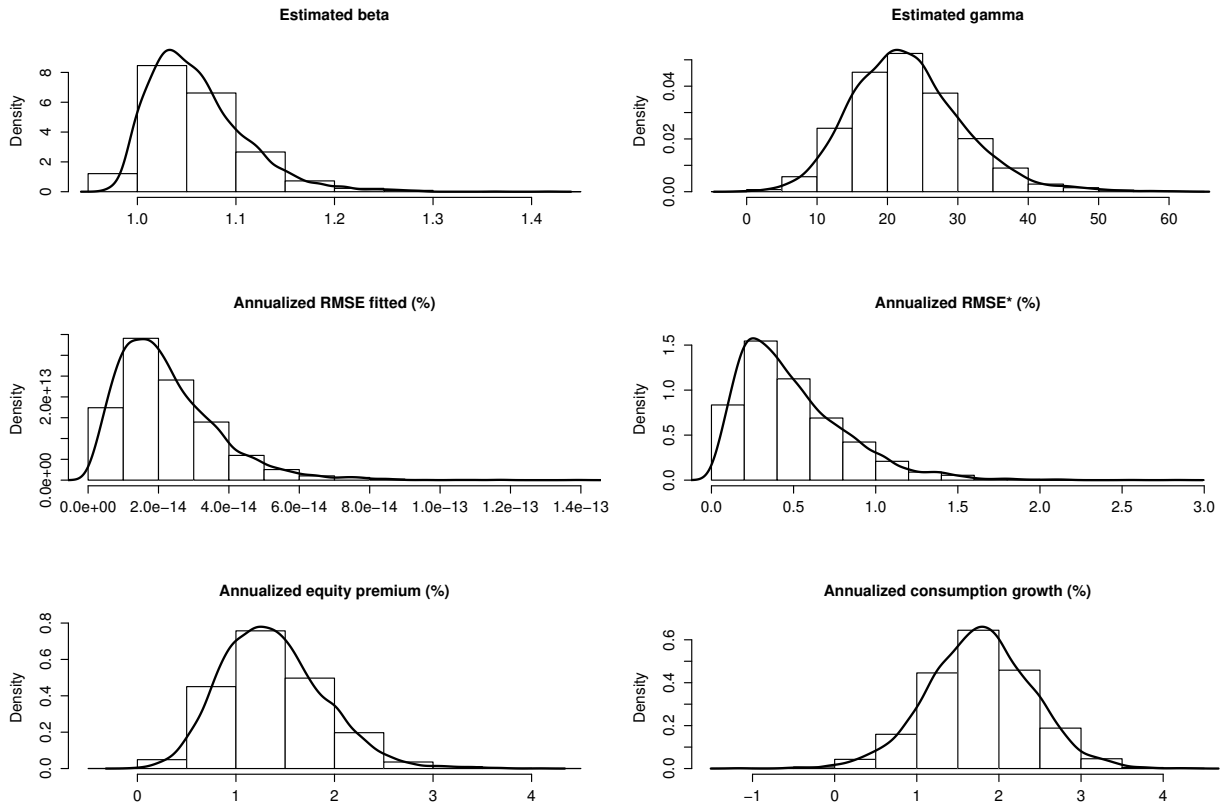 Estimated beta
Estimated gamma
Density
0 2 4 6 8
1.0 1.1 1.2 1.3 1.4
Density
0.00 0.02 0.04
0 10 20 30 40 50 60
Annualized RMSE fitted (%)
Annualized RMSE* (%)
Density
0.0e+00 2.0e+13
0.0e+00 2.0e−14 4.0e−14 6.0e−14 8.0e−14 1.0e−13 1.2e−13 1.4e−13
Density
0.0 0.5 1.0 1.5
0.0 0.5 1.0 1.5 2.0 2.5 3.0
Annualized equity premium (%)
Annualized consumption growth (%)
Density
0.0 0.2 0.4 0.6 0.8
0 1 2 3 4
Density
0.0 0.2 0.4 0.6
−1 0 1 2 3 4